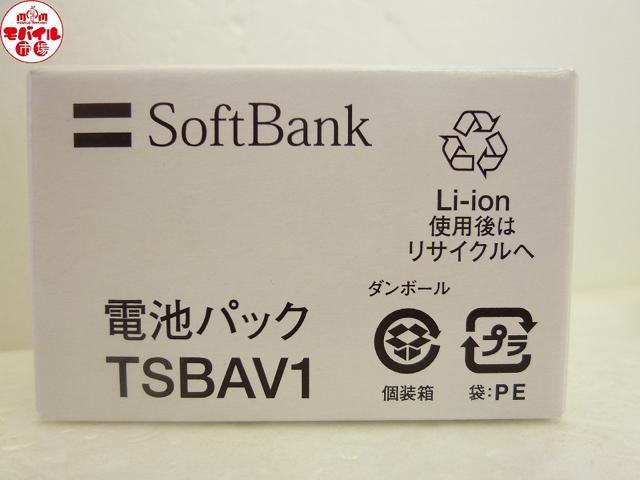 mom
モバイル
市場
SoftBank
Li-ion
使用後は
リサイクルへ
ダンボール
電池パック
TSBAV1
プラ
個装箱
袋:PE